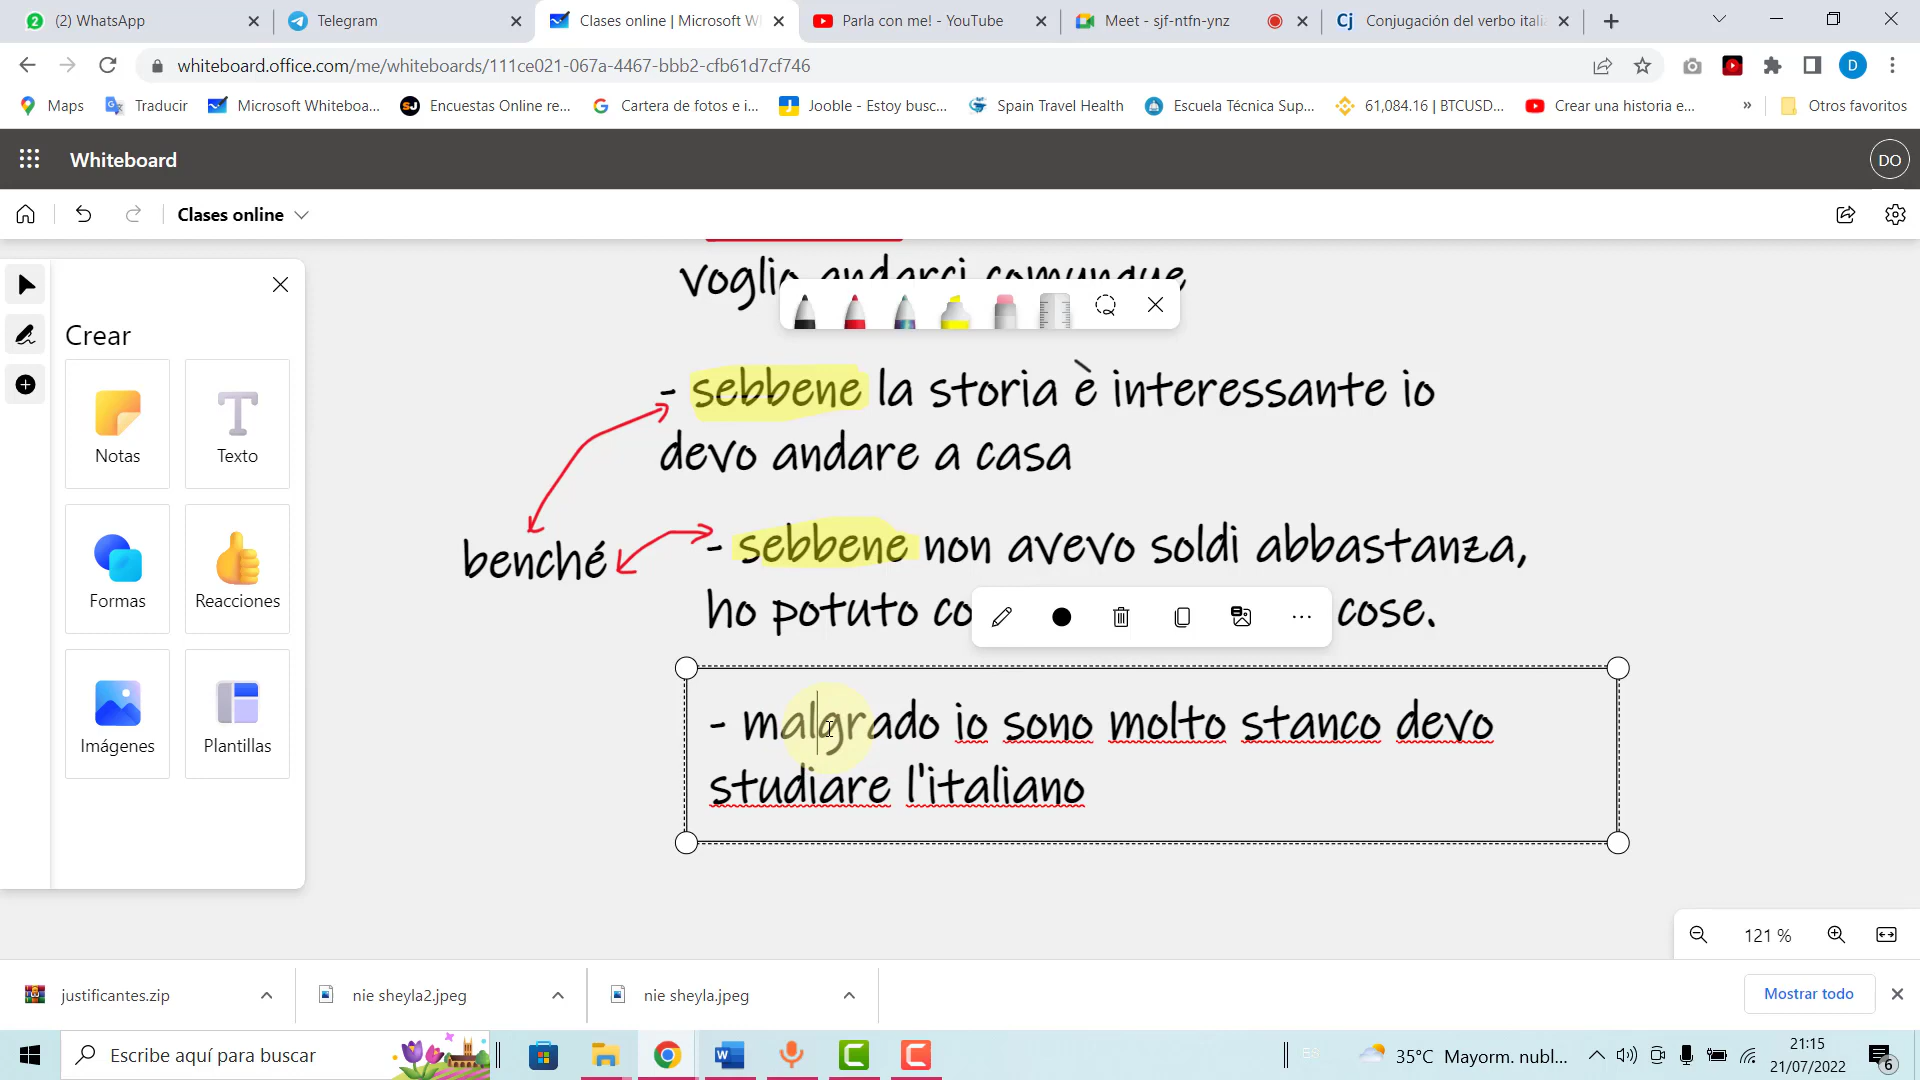 (2) WhatsApp
Telegram
Clases online | Microsoft W
Parla con me! - YouTube
Meet - sjf-ntfn-ynz
Cj Conjugación del verbo itali
whiteboard.office.com/me/whiteboards/111ce021-067a-4467-bbb2-cfb61d7cf746
D
Maps
Traducir
Microsoft Whiteboa...
Encuestas Online re...
Cartera de fotos e i...
Jooble - Estoy busc...
Spain Travel Health
Escuela Técnica Sup...
61,084.16 | BTCUSD...
Crear una historia e...
»
Otros favoritos
Whiteboard
DO
Clases online
Crear
Notas
Texto
Formas
Reacciones
Imágenes
Plantillas
voglio andarci comunque
- sebbene la storia è interessante io
devo andare a casa
benché
- sebbene non avevo soldi abbastanza,
ho potuto co
cose.
- malgrado io sono molto stanco devo
studiare l'italiano
121 %
justificantes.zip
nie sheyla2.jpeg
nie sheyla.jpeg
Mostrar todo
Escribe aquí para buscar
35°C Mayorm. nubl...
21:15
21/07/2022
6